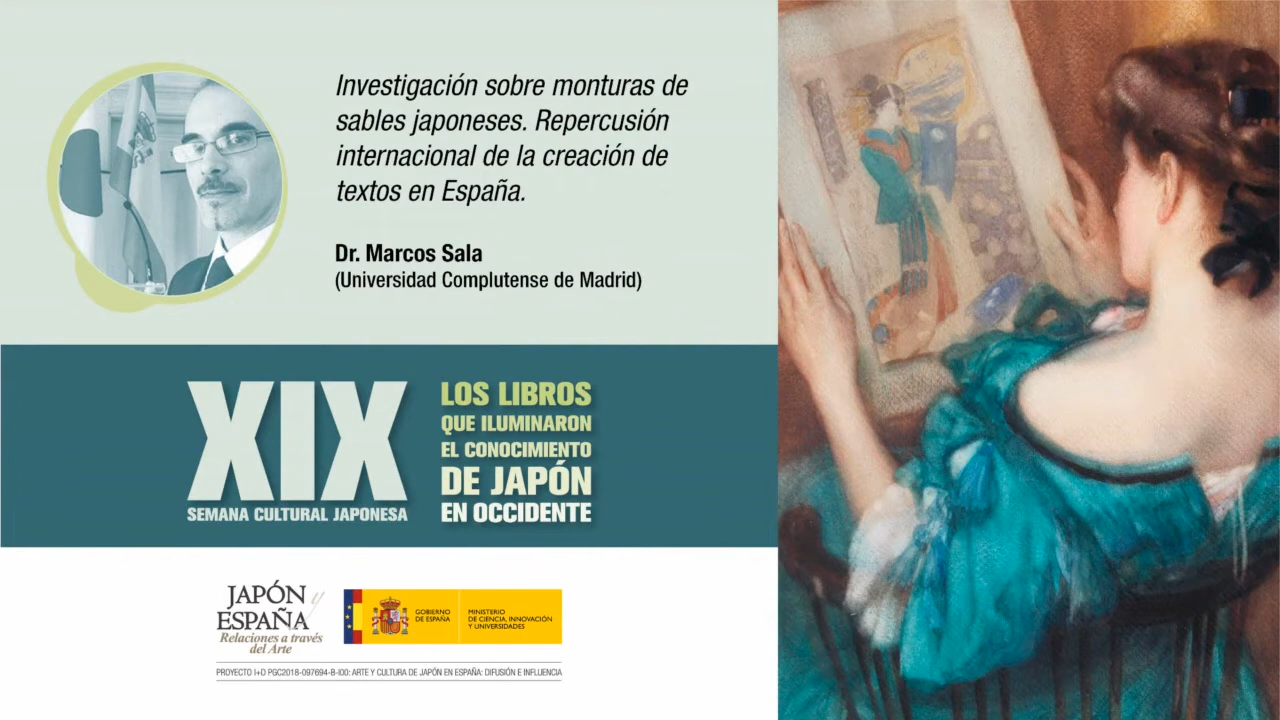 Investigación sobre monturas de
sables japoneses. Repercusión
internacional de la creación de
textos en España.
Dr. Marcos Sala
(Universidad Complutense de Madrid)
XIX
SEMANA CULTURAL JAPONESA
LOS LIBROS
QUE ILUMINARON
EL CONOCIMIENTO
DE JAPÓN
EN OCCIDENTE
JAPÓN y
ESPAÑA
Relaciones a través
del Arte
GOBIERNO
DE ESPAÑA
MINISTERIO
DE CIENCIA, INNOVACIÓN
Y UNIVERSIDADES
PROYECTO I+D PGC2018-097694-B-I00: ARTE Y CULTURA DE JAPÓN EN ESPAÑA: DIFUSIÓN E INFLUENCIA